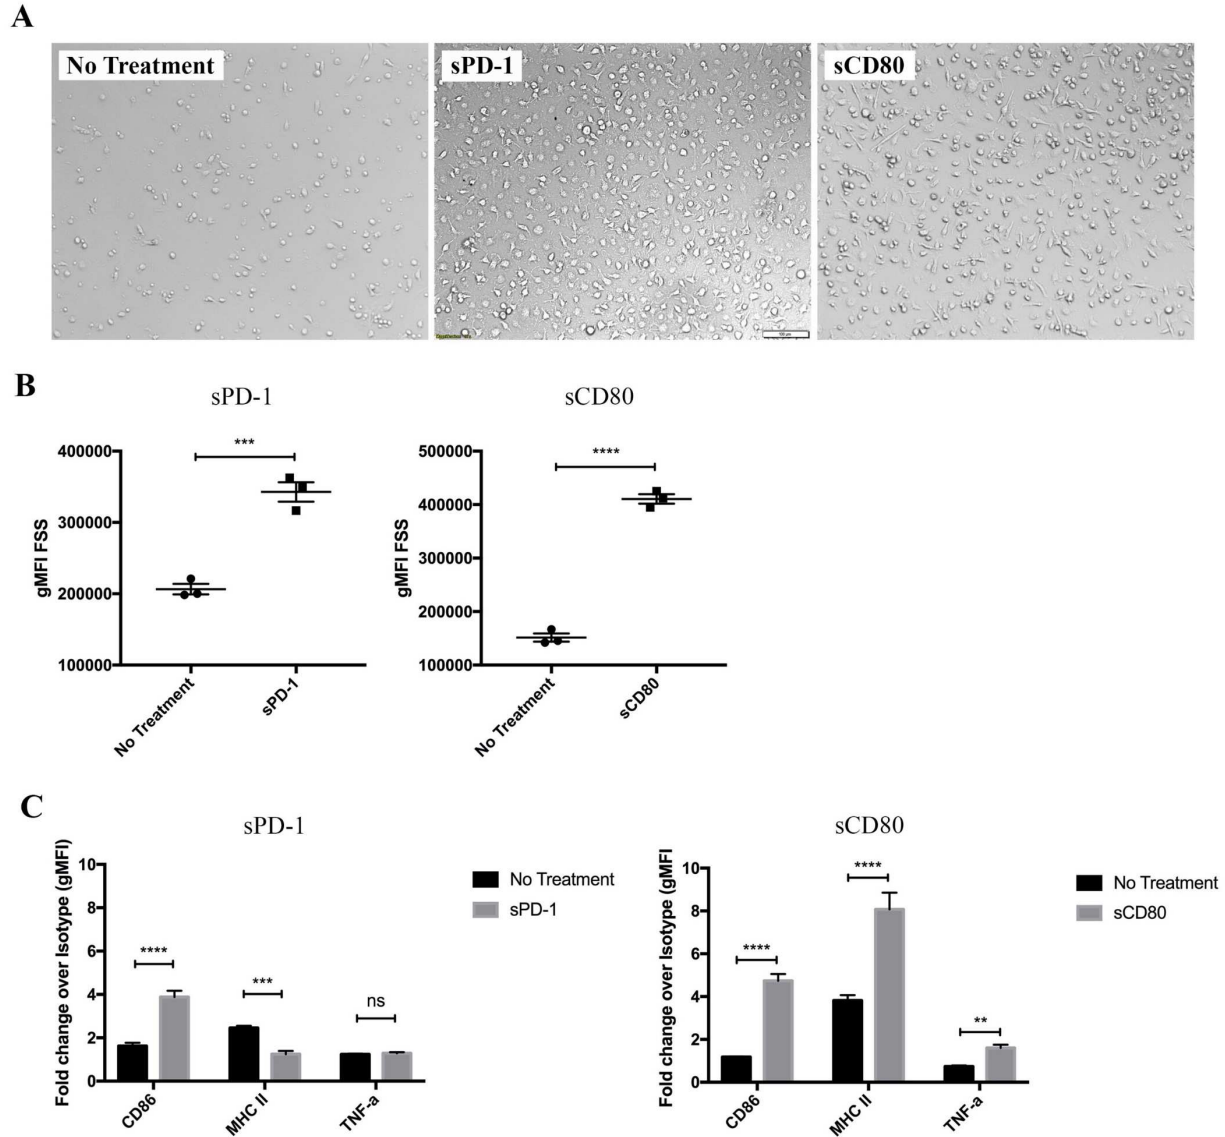 A
No Treatment
sPD-1
sCD80
100 µm
B
sPD-1
sCD80
gMFI FSS
400000
300000
200000
100000
***
No Treatment
sPD-1
gMFI FSS
500000
400000
300000
200000
100000
****
No Treatment
sCD80
C
sPD-1
sCD80
Fold change over Isotype (gMFI)
10
8
6
4
2
0
****
***
ns
CD86
MHC II
TNF-a
No Treatment
sPD-1
Fold change over Isotype (gMFI
10
8
6
4
2
0
****
****
**
CD86
MHC II
TNF-a
No Treatment
sCD80